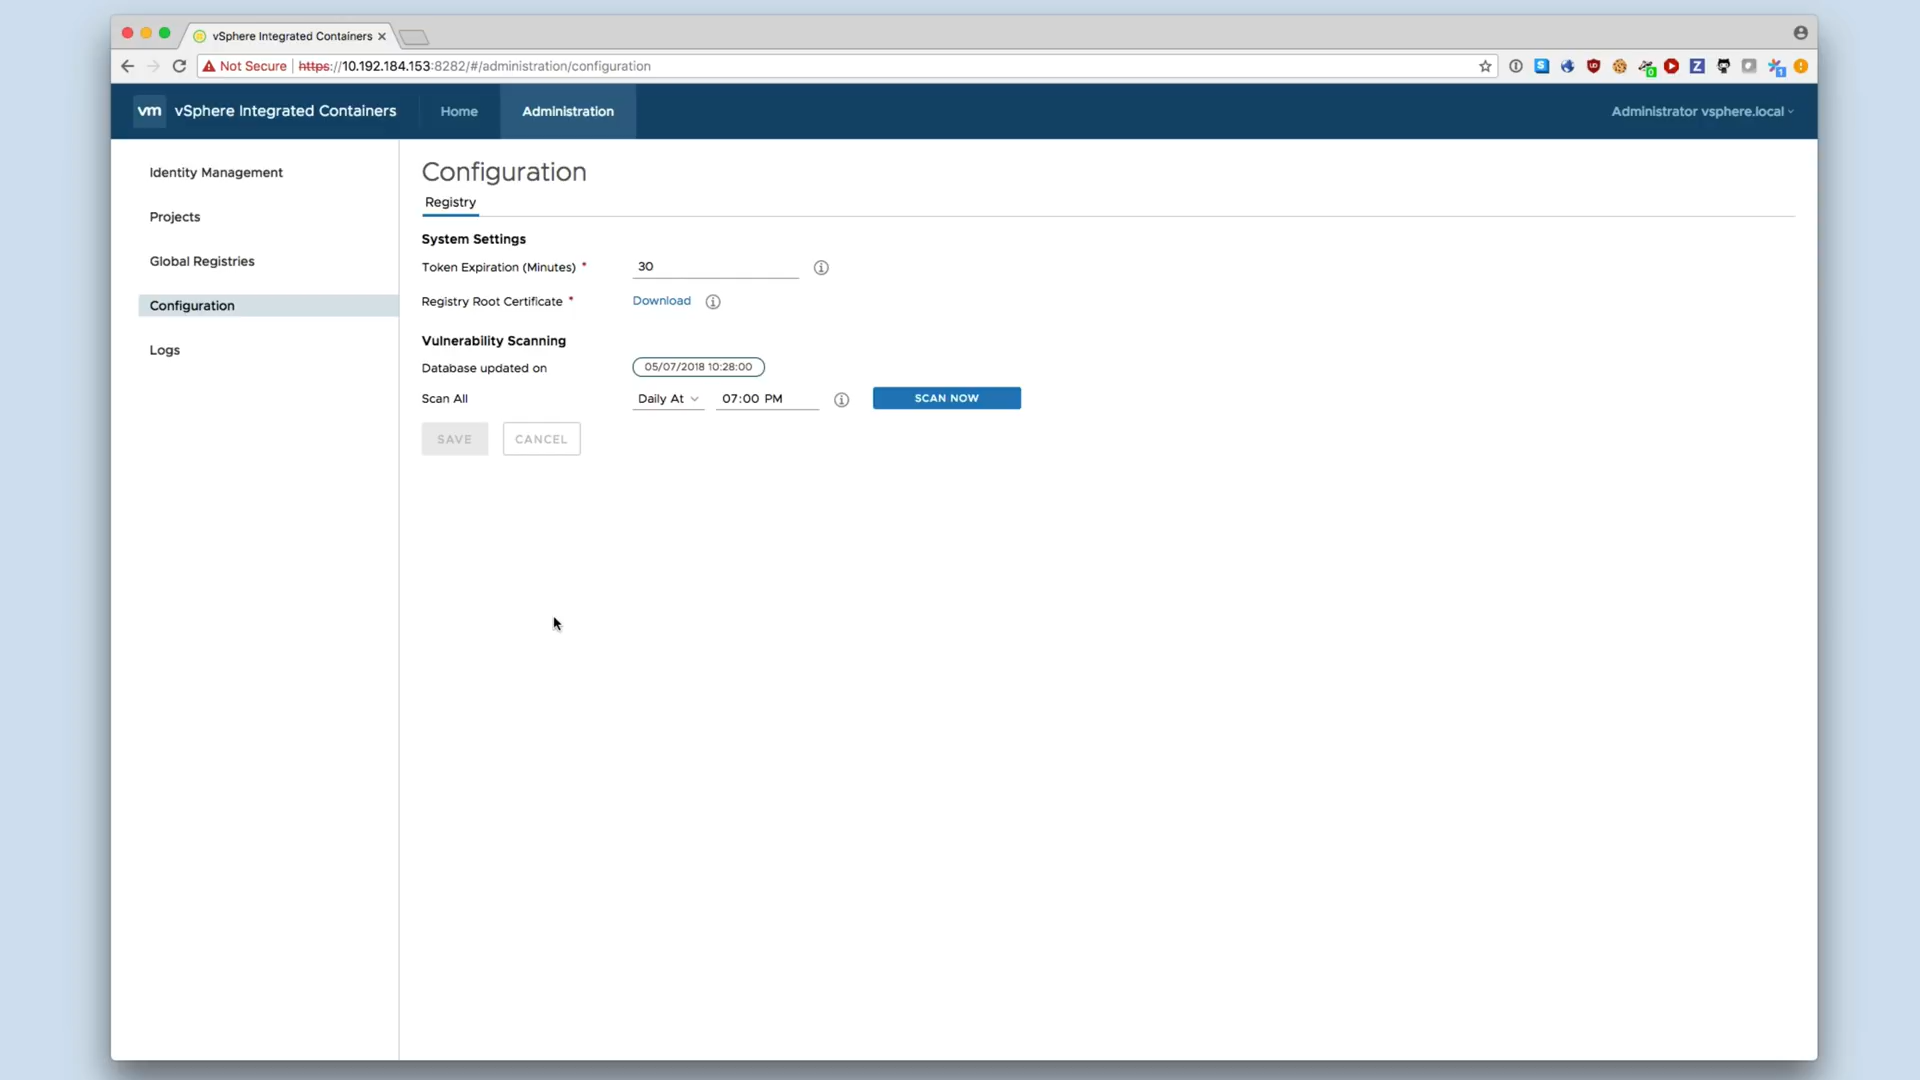 vSphere Integrated Containers
Not Secure | https://10.192.184.153:8282/#/administration/configuration
vm vSphere Integrated Containers
Home
Administration
Administrator vsphere.local
Identity Management
Projects
Global Registries
Configuration
Logs
Configuration
Registry
System Settings
Token Expiration (Minutes) * 30
Registry Root Certificate * Download
Vulnerability Scanning
Database updated on 05/07/2018 10:28:00
Scan All Daily At 07:00 PM SCAN NOW
SAVE CANCEL